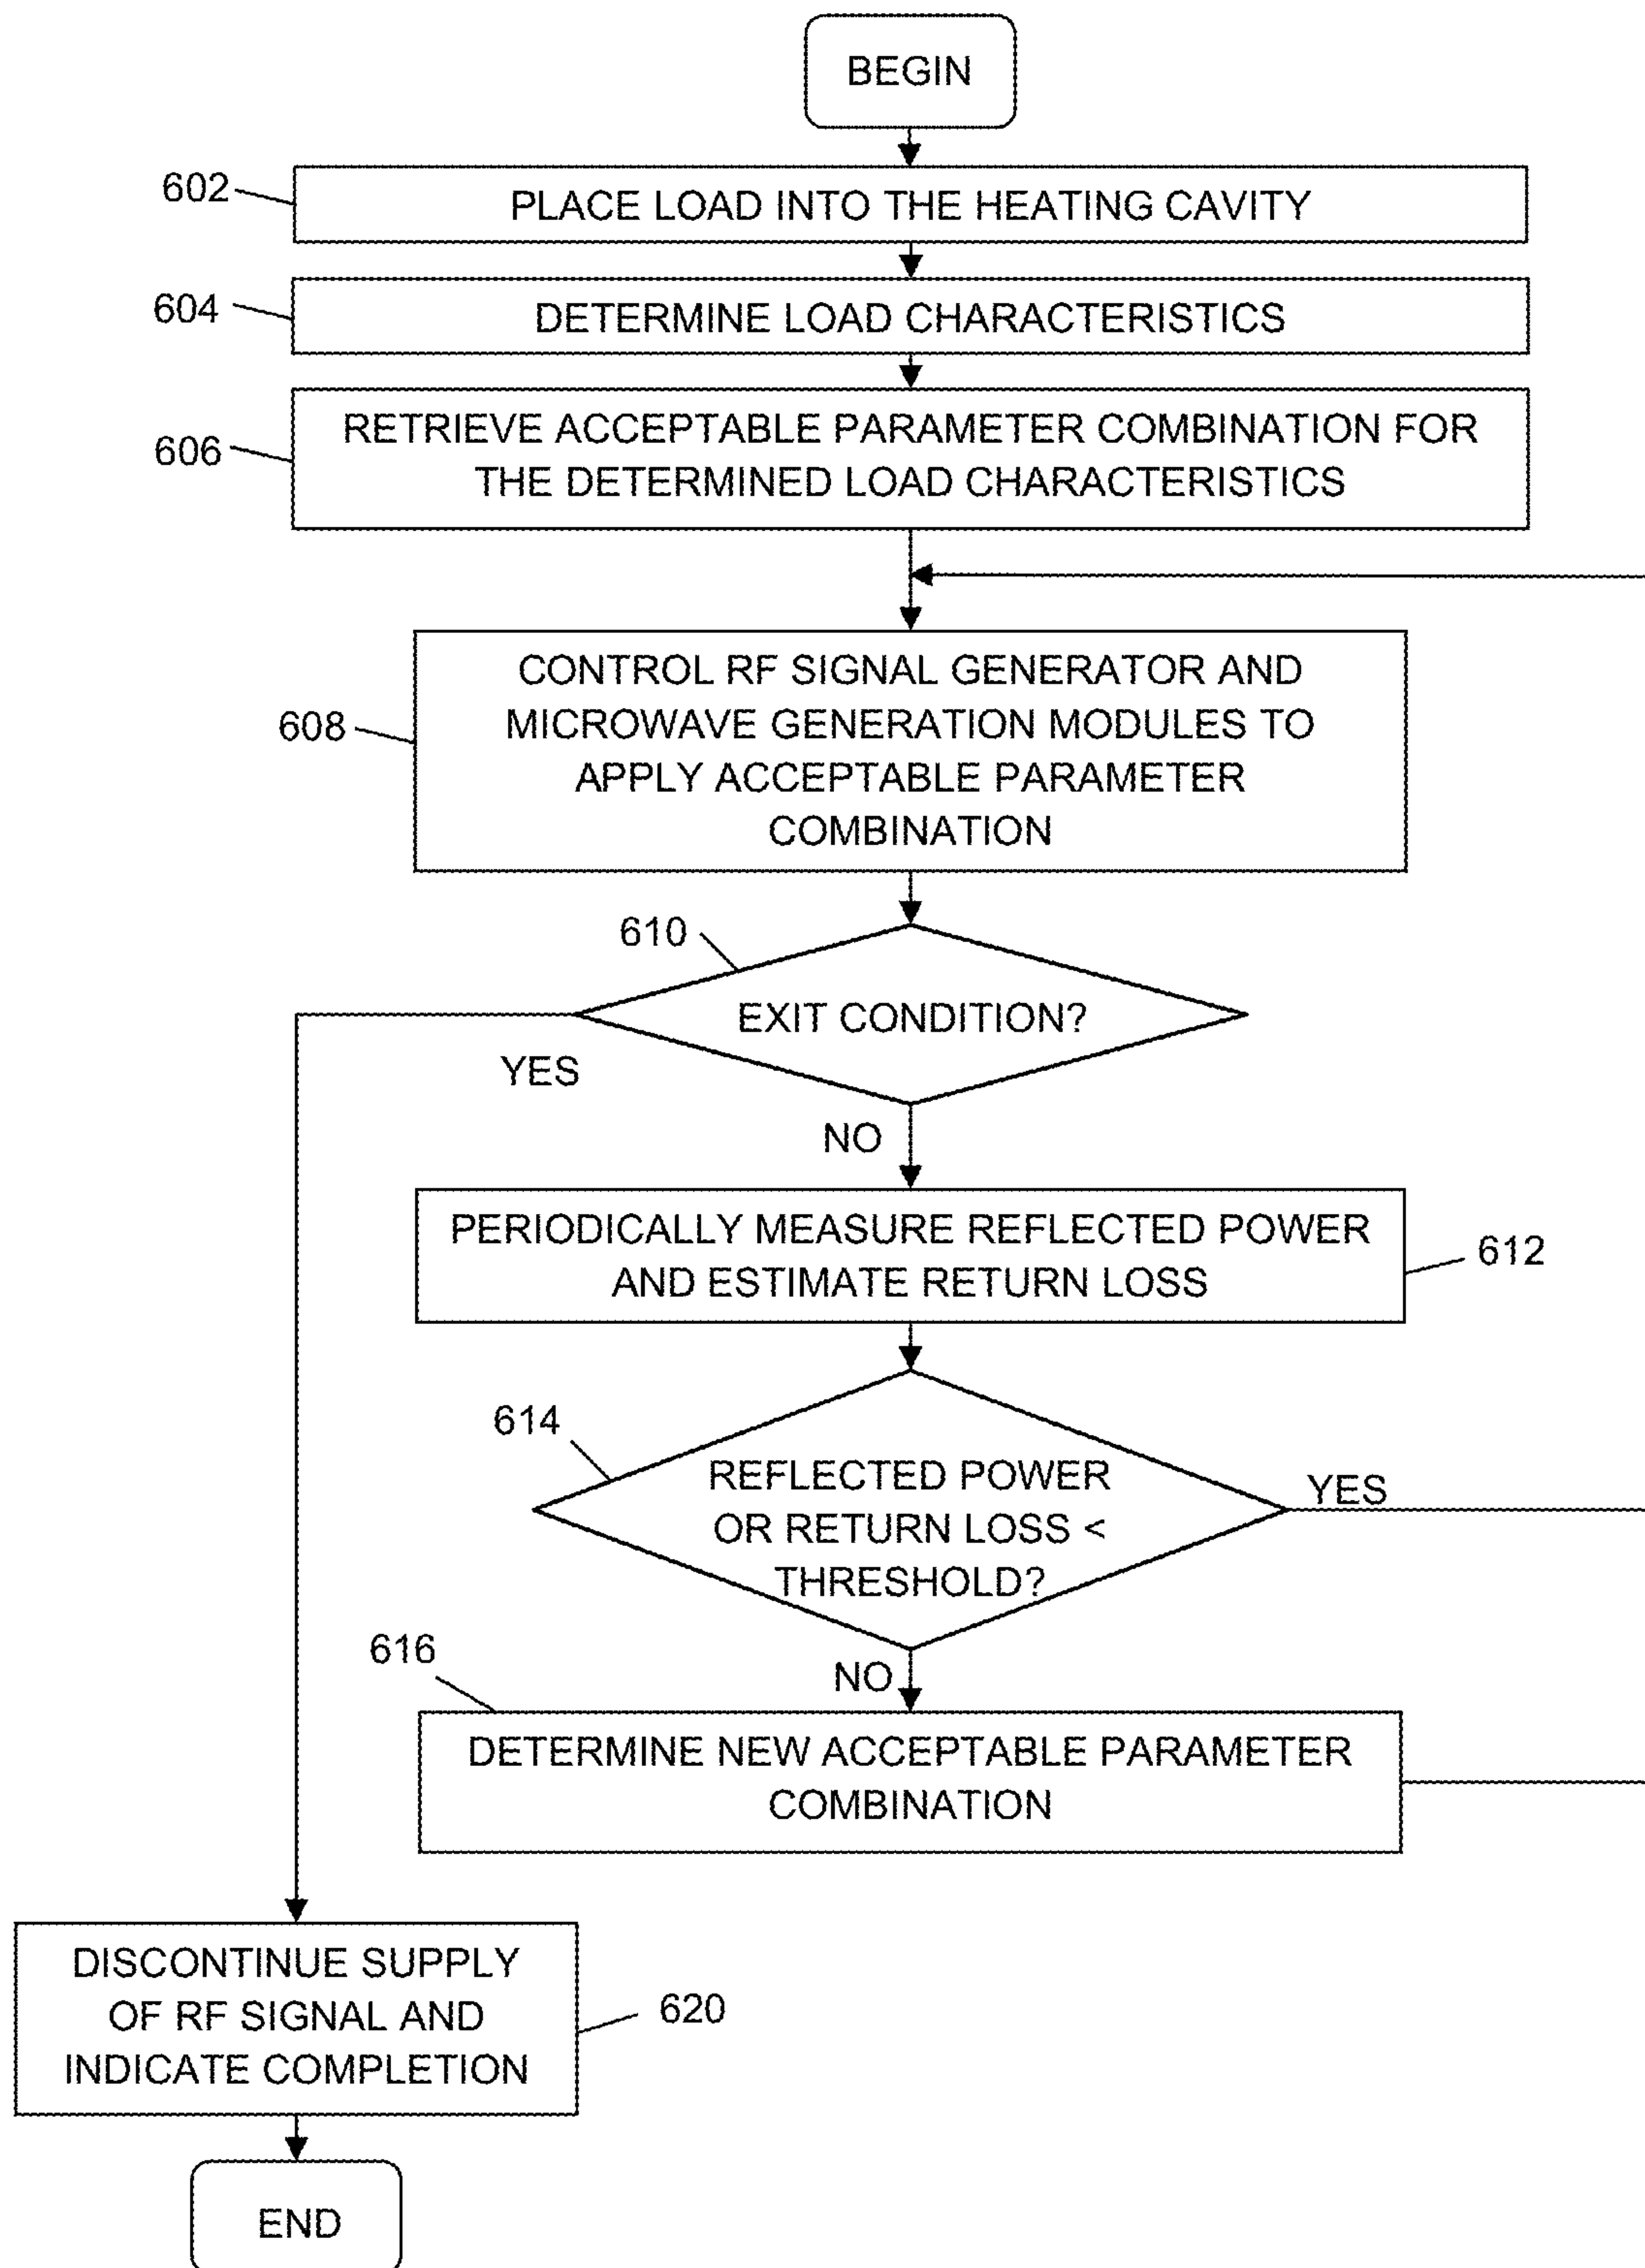 BEGIN
602
PLACE LOAD INTO THE HEATING CAVITY
604
DETERMINE LOAD CHARACTERISTICS
606
RETRIEVE ACCEPTABLE PARAMETER COMBINATION FOR
THE DETERMINED LOAD CHARACTERISTICS
608
CONTROL RF SIGNAL GENERATOR AND
MICROWAVE GENERATION MODULES TO
APPLY ACCEPTABLE PARAMETER
COMBINATION
610
EXIT CONDITION?
YES
NO
PERIODICALLY MEASURE REFLECTED POWER
AND ESTIMATE RETURN LOSS
612
614
REFLECTED POWER
OR RETURN LOSS <
THRESHOLD?
YES
NO
616
DETERMINE NEW ACCEPTABLE PARAMETER
COMBINATION
DISCONTINUE SUPPLY
OF RF SIGNAL AND
INDICATE COMPLETION
620
END